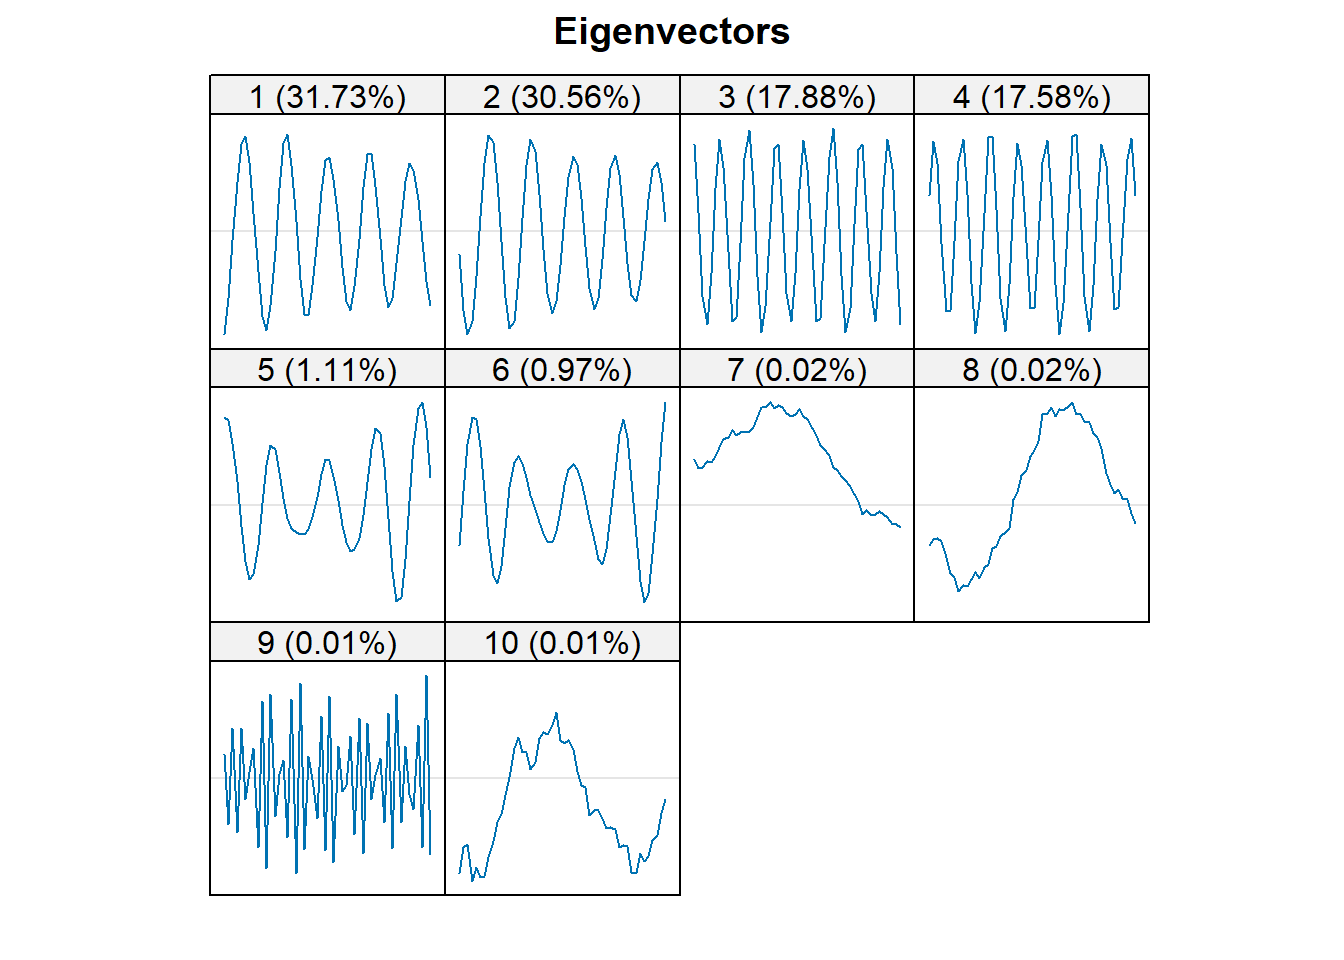 Eigenvectors
1 (31.73%) 2 (30.56%) 3 (17.88%) 4 (17.58%)
5 (1.11%) 6 (0.97%) 7 (0.02%) 8 (0.02%)
9 (0.01%) 10 (0.01%)